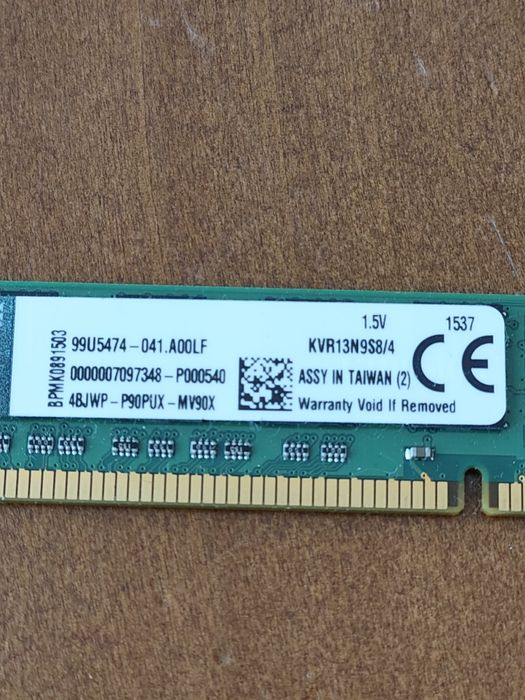 BPMK0891503
99U5474-041.A00LF
0000007097348-P000540
4BJWP-P90PUX-MV90X
1.5V 1537
KVR13N9S8/4
ASSY IN TAIWAN (2)
Warranty Void If Removed
CE